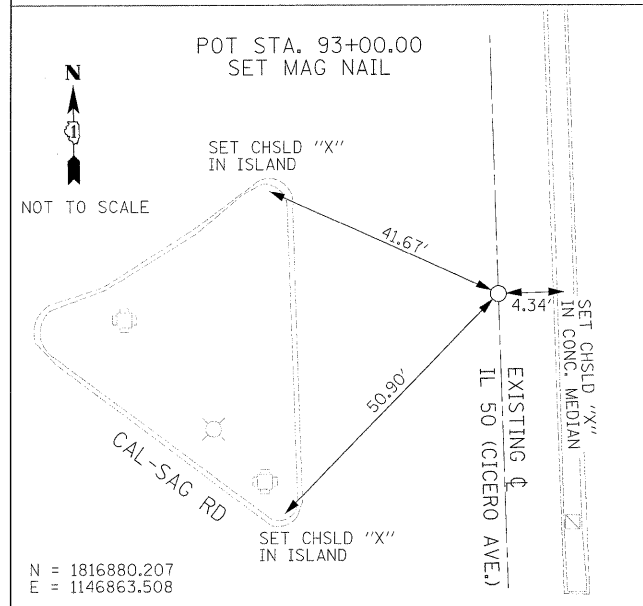 POT STA. 93+00.00
SET MAG NAIL
N
1
NOT TO SCALE
SET CHSLD "X"
IN ISLAND
41.67'
4.34'
SET CHSLD "X"
IN CONC. MEDIAN
50.90'
EXISTING ℄
IL 50 (CICERO AVE.)
CAL-SAG RD
SET CHSLD "X"
IN ISLAND
N = 1816880.207
E = 1146863.508